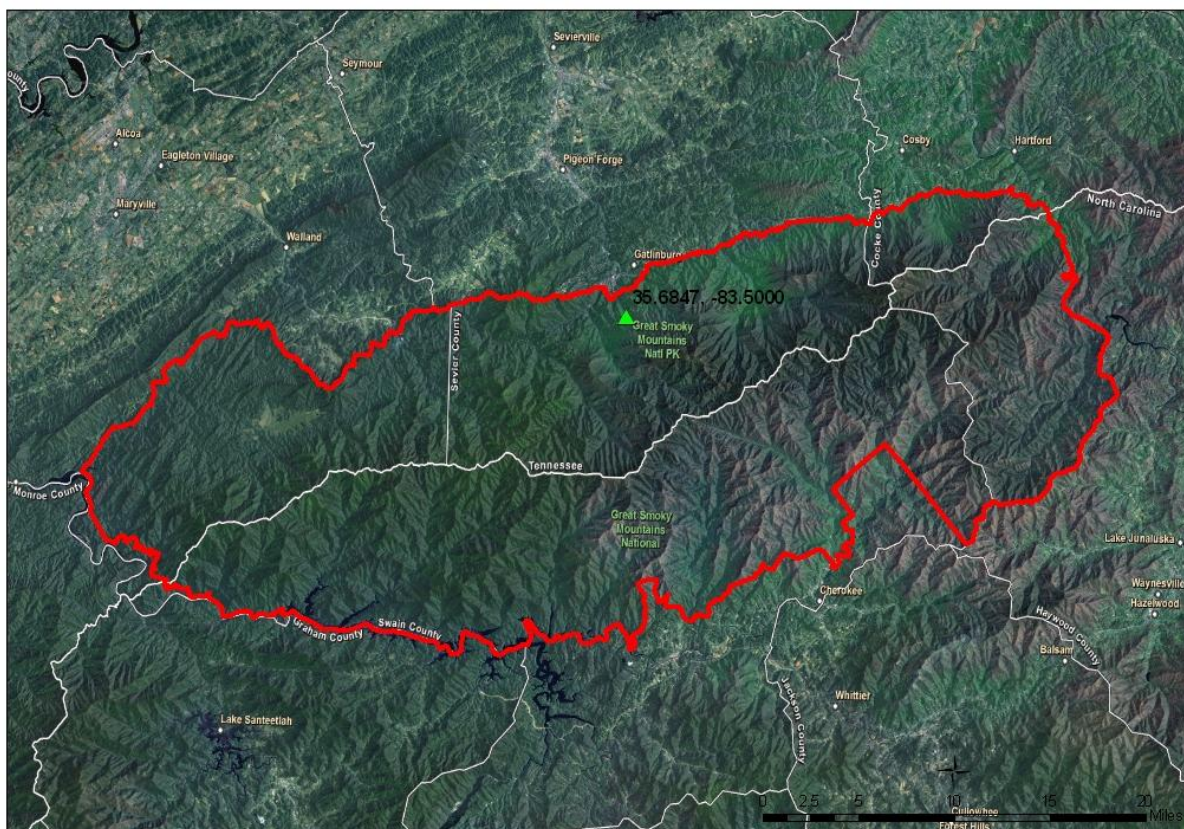 Sevierville
Seymour
ounty
Alcoa
Eagleton Village
Cosby
Hartford
Pigeon Forge
Maryville
Walland
North Carolina
Cocke County
Gatlinburg
35.6847, -83.5000
Great Smoky
Mountains
Natl PK
Sevier County
Tennessee
Monroe County
Great Smoky
Mountains
National
Lake Junaluska
Waynesville
Hazelwood
Cherokee
Swain County
Graham County
Haywood County
Balsam
Jackson County
Whittier
Lake Santeetlah
0 2.5 5 10 15 20
Miles
Cullowhee
Forest Hills